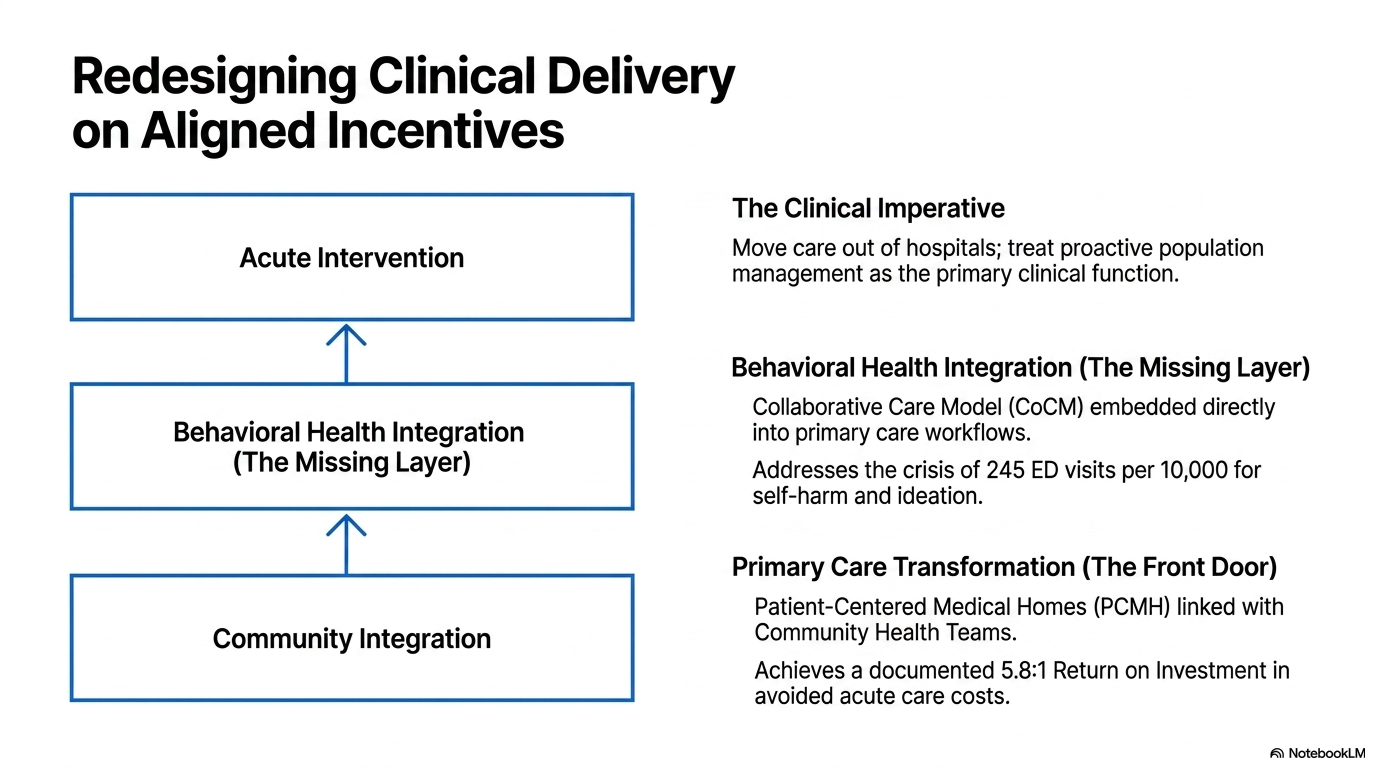 Redesigning Clinical Delivery
on Aligned Incentives
Acute Intervention
Behavioral Health Integration
(The Missing Layer)
Community Integration
The Clinical Imperative
Move care out of hospitals; treat proactive population
management as the primary clinical function.
Behavioral Health Integration (The Missing Layer)
Collaborative Care Model (CoCM) embedded directly
into primary care workflows.
Addresses the crisis of 245 ED visits per 10,000 for
self-harm and ideation.
Primary Care Transformation (The Front Door)
Patient-Centered Medical Homes (PCMH) linked with
Community Health Teams.
Achieves a documented 5.8:1 Return on Investment in
avoided acute care costs.
NotebookLM